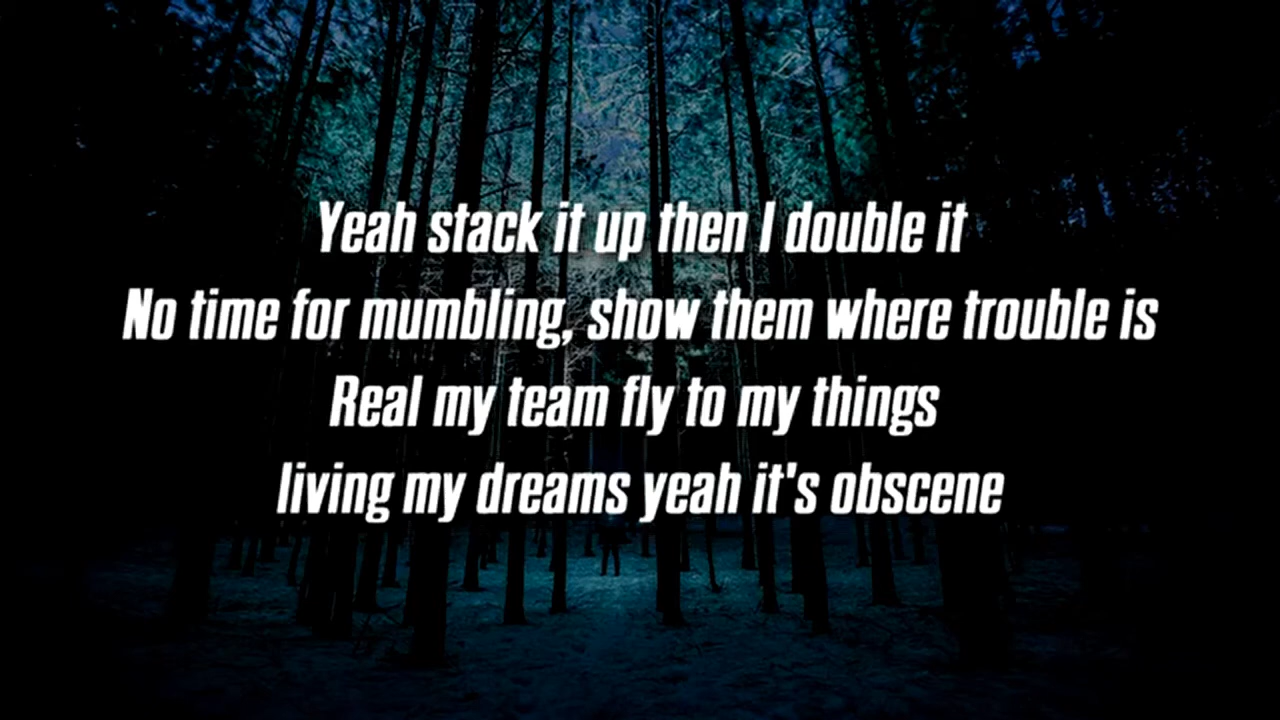 Yeah stack it up then I double it
No time for mumbling, show them where trouble is
Real my team fly to my things
living my dreams yeah it's obscene